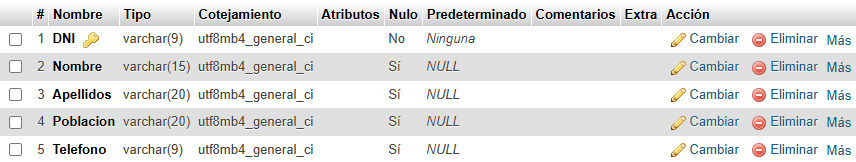 # Nombre Tipo Cotejamiento Atributos Nulo Predeterminado Comentarios Extra Acción
1 DNI varchar(9) utf8mb4_general_ci No Ninguna Cambiar Eliminar Más
2 Nombre varchar(15) utf8mb4_general_ci Sí NULL Cambiar Eliminar Más
3 Apellidos varchar(20) utf8mb4_general_ci Sí NULL Cambiar Eliminar Más
4 Poblacion varchar(20) utf8mb4_general_ci Sí NULL Cambiar Eliminar Más
5 Telefono varchar(9) utf8mb4_general_ci Sí NULL Cambiar Eliminar Más